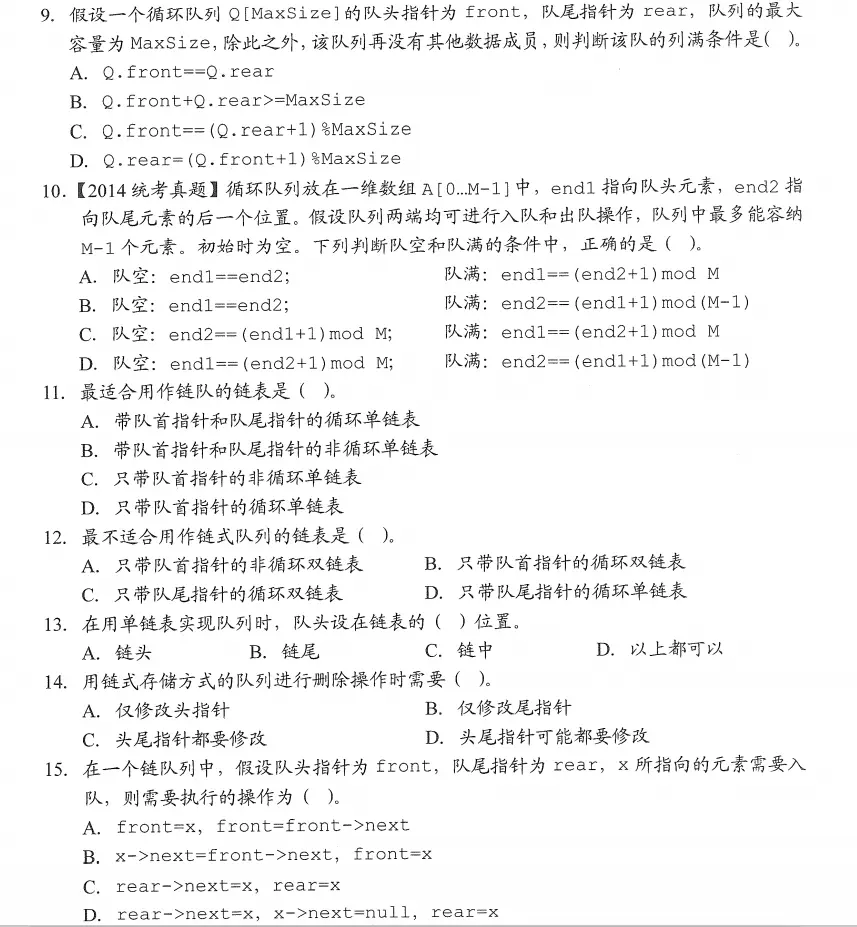 9. 假设一个循环队列 Q[MaxSize]的队头指针为 front，队尾指针为 rear，队列的最大
容量为 MaxSize，除此之外，该队列再没有其他数据成员，则判断该队的列满条件是( )。
A. Q.front==Q.rear
B. Q.front+Q.rear>=MaxSize
C. Q.front==(Q.rear+1)%MaxSize
D. Q.rear=(Q.front+1)%MaxSize
10.【2014 统考真题】循环队列放在一维数组 A[0…M-1]中，end1 指向队头元素，end2 指
向队尾元素的后一个位置。假设队列两端均可进行入队和出队操作，队列中最多能容纳
M-1 个元素。初始时为空。下列判断队空和队满的条件中，正确的是（ ）。
A. 队空：end1==end2; 队满：end1==(end2+1)mod M
B. 队空：end1==end2; 队满：end2==(end1+1)mod(M-1)
C. 队空：end2==(end1+1)mod M; 队满：end1==(end2+1)mod M
D. 队空：end1==(end2+1)mod M; 队满：end2==(end1+1)mod(M-1)
11. 最适合用作链队的链表是（ ）。
A. 带队首指针和队尾指针的循环单链表
B. 带队首指针和队尾指针的非循环单链表
C. 只带队首指针的非循环单链表
D. 只带队首指针的循环单链表
12. 最不适合用作链式队列的链表是（ ）。
A. 只带队首指针的非循环双链表 B. 只带队首指针的循环双链表
C. 只带队尾指针的循环双链表 D. 只带队尾指针的循环单链表
13. 在用单链表实现队列时，队头设在链表的（ ）位置。
A. 链头 B. 链尾 C. 链中 D. 以上都可以
14. 用链式存储方式的队列进行删除操作时需要（ ）。
A. 仅修改头指针 B. 仅修改尾指针
C. 头尾指针都要修改 D. 头尾指针可能都要修改
15. 在一个链队列中，假设队头指针为 front，队尾指针为 rear，x 所指向的元素需要入
队，则需要执行的操作为（ ）。
A. front=x, front=front->next
B. x->next=front->next, front=x
C. rear->next=x, rear=x
D. rear->next=x, x->next=null, rear=x